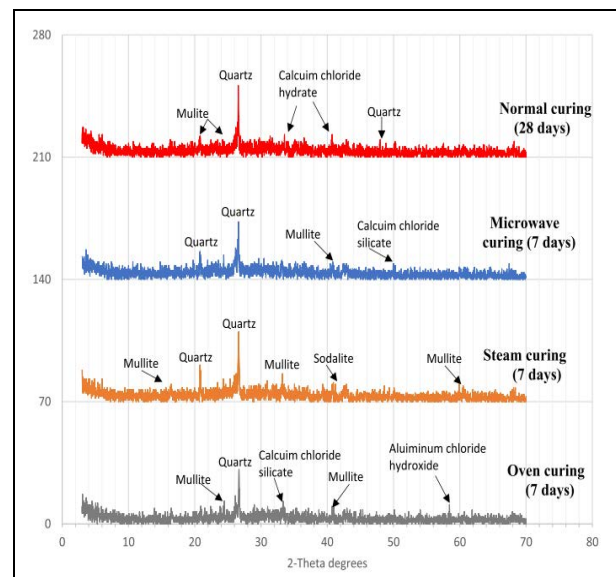 280
Quartz
Calcuim chloride
hydrate
Mulite
Quartz
Normal curing
(28 days)
210
Quartz
Quartz
Mullite
Calcuim chloride
silicate
Microwave
curing (7 days)
140
Quartz
Mullite
Quartz
Mullite
Sodalite
Mullite
Steam curing
(7 days)
70
Quartz
Mullite
Calcuim chloride
silicate
Mullite
Aluiminum chloride
hydroxide
Oven curing
(7 days)
0
0 10 20 30 40 50 60 70 80
2-Theta degrees